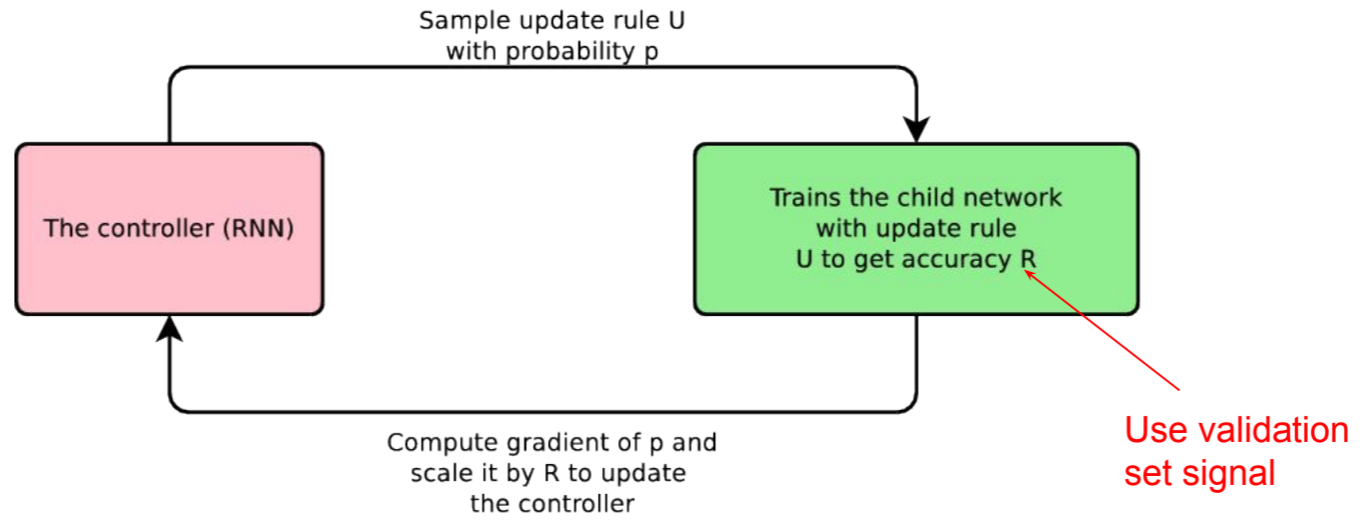 Sample update rule U
with probability p
The controller (RNN)
Trains the child network
with update rule
U to get accuracy R
Compute gradient of p and
scale it by R to update
the controller
Use validation
set signal